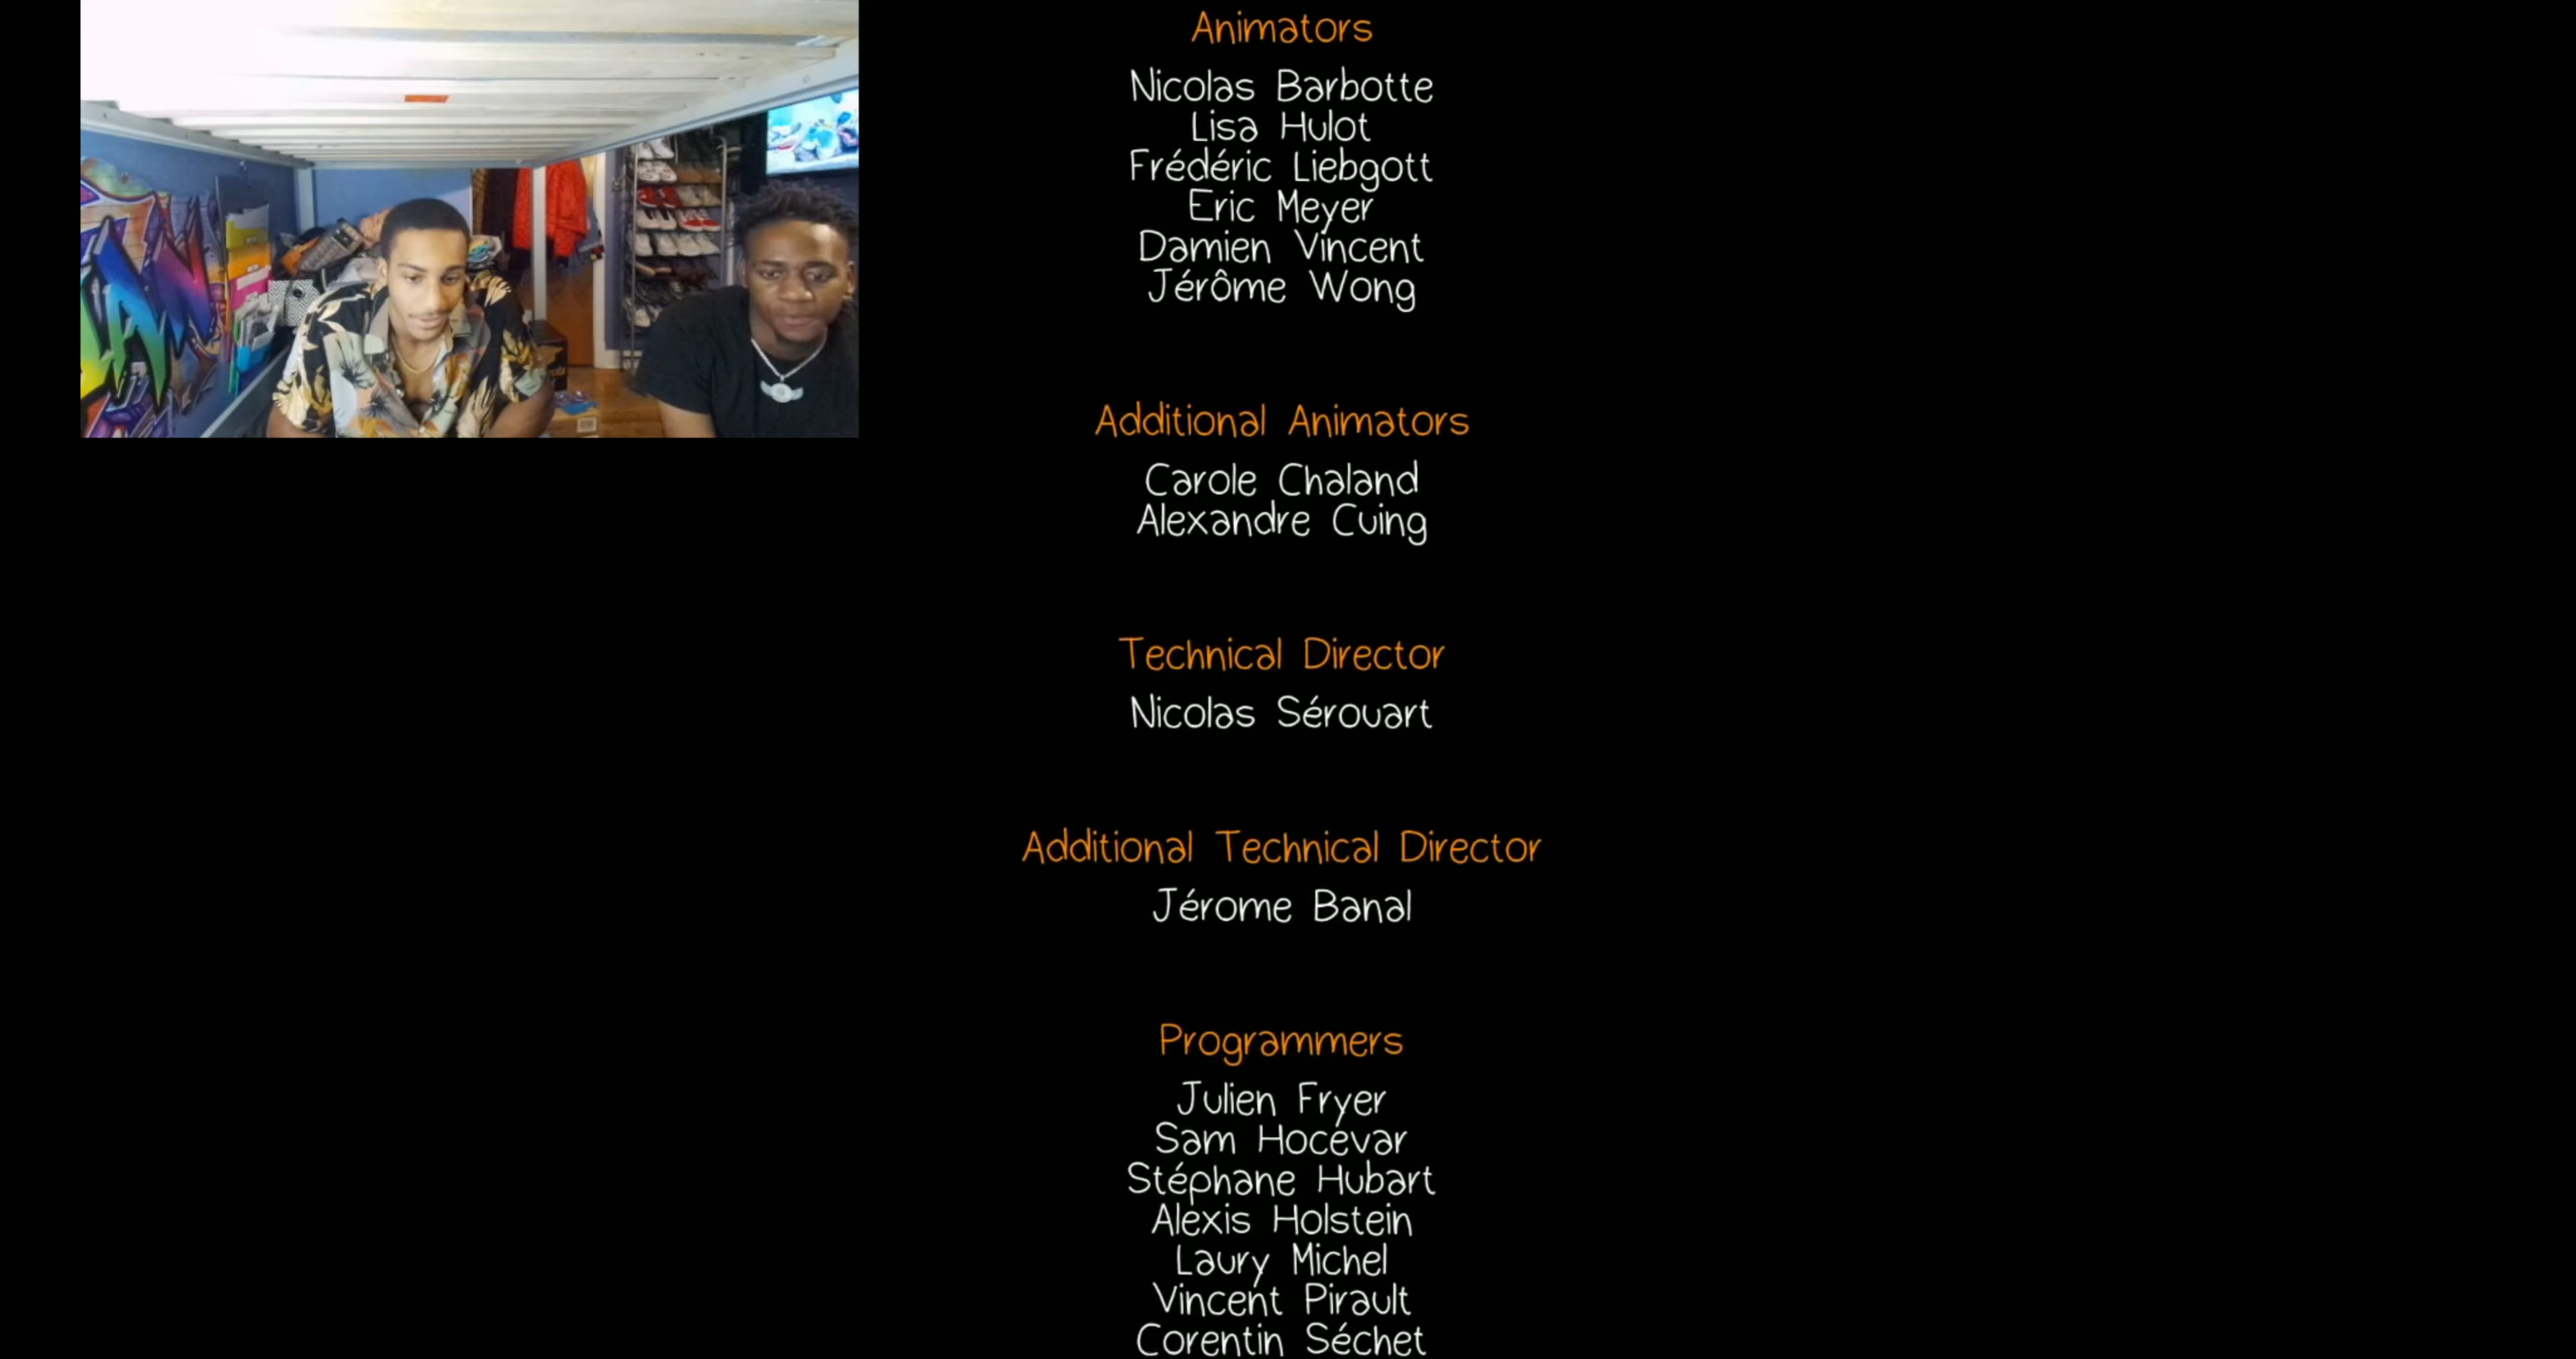 Animators
Nicolas Barbotte
Lisa Hulot
Frédéric Liebgott
Eric Meyer
Damien Vincent
Jérôme Wong
Additional Animators
Carole Chaland
Alexandre Cuing
Technical Director
Nicolas Sérouart
Additional Technical Director
Jérome Banal
Programmers
Julien Fryer
Sam Hocevar
Stéphane Hubart
Alexis Holstein
Laury Michel
Vincent Pirault
Corentin Séchet